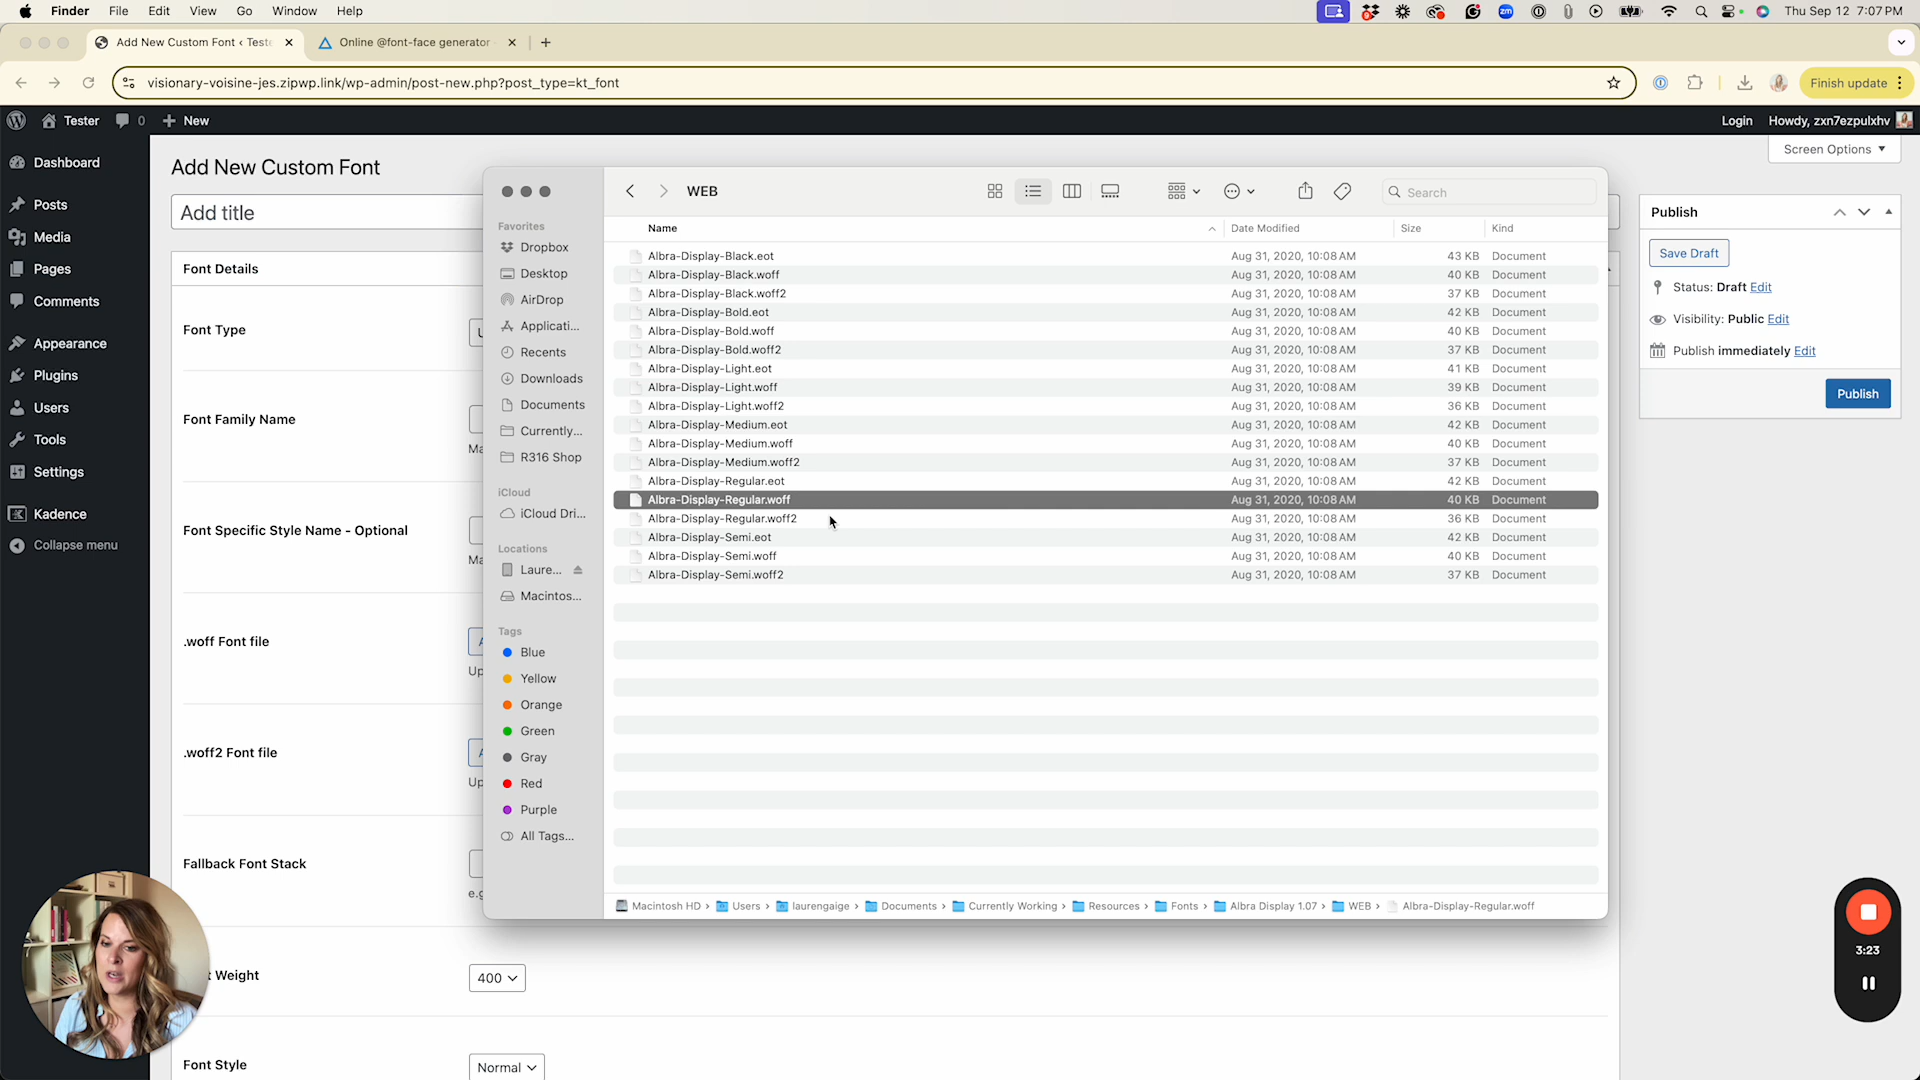 Finder File Edit View Go Window Help
Thu Sep 12 7:07 PM
Add New Custom Font ‹ Teste
Online @font-face generator
visionary-voisine-jes.zipwp.link/wp-admin/post-new.php?post_type=kt_font
Finish update
Tester 0 New
Login Howdy, zxn7ezpulxhv
Screen Options
Dashboard
Posts
Media
Pages
Comments
Appearance
Plugins
Users
Tools
Settings
Kadence
Collapse menu
Add New Custom Font
Add title
Font Details
Font Type
Font Family Name
Ma
Font Specific Style Name - Optional
Ma
.woff Font file
Up
.woff2 Font file
Up
Fallback Font Stack
e.g
Weight
400
Font Style
Normal
WEB
Search
Favorites
Dropbox
Desktop
AirDrop
Applicati...
Recents
Downloads
Documents
Currently...
R316 Shop
iCloud
iCloud Dri...
Locations
Laure...
Macintos...
Tags
Blue
Yellow
Orange
Green
Gray
Red
Purple
All Tags...
Name Date Modified Size Kind
Albra-Display-Black.eot Aug 31, 2020, 10:08 AM 43 KB Document
Albra-Display-Black.woff Aug 31, 2020, 10:08 AM 40 KB Document
Albra-Display-Black.woff2 Aug 31, 2020, 10:08 AM 37 KB Document
Albra-Display-Bold.eot Aug 31, 2020, 10:08 AM 42 KB Document
Albra-Display-Bold.woff Aug 31, 2020, 10:08 AM 40 KB Document
Albra-Display-Bold.woff2 Aug 31, 2020, 10:08 AM 37 KB Document
Albra-Display-Light.eot Aug 31, 2020, 10:08 AM 41 KB Document
Albra-Display-Light.woff Aug 31, 2020, 10:08 AM 39 KB Document
Albra-Display-Light.woff2 Aug 31, 2020, 10:08 AM 36 KB Document
Albra-Display-Medium.eot Aug 31, 2020, 10:08 AM 42 KB Document
Albra-Display-Medium.woff Aug 31, 2020, 10:08 AM 40 KB Document
Albra-Display-Medium.woff2 Aug 31, 2020, 10:08 AM 37 KB Document
Albra-Display-Regular.eot Aug 31, 2020, 10:08 AM 42 KB Document
Albra-Display-Regular.woff Aug 31, 2020, 10:08 AM 40 KB Document
Albra-Display-Regular.woff2 Aug 31, 2020, 10:08 AM 36 KB Document
Albra-Display-Semi.eot Aug 31, 2020, 10:08 AM 42 KB Document
Albra-Display-Semi.woff Aug 31, 2020, 10:08 AM 40 KB Document
Albra-Display-Semi.woff2 Aug 31, 2020, 10:08 AM 37 KB Document
Macintosh HD › Users › laurengaige › Documents › Currently Working › Resources › Fonts › Albra Display 1.07 › WEB › Albra-Display-Regular.woff
Publish
Save Draft
Status: Draft Edit
Visibility: Public Edit
Publish immediately Edit
Publish
3:23